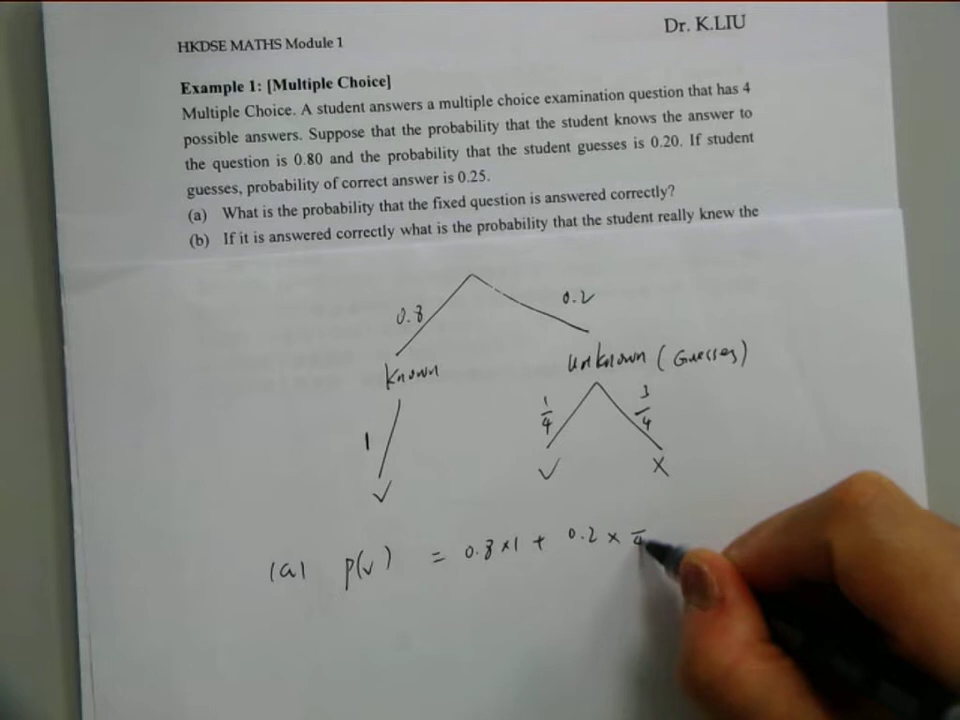 HKDSE MATHS Module 1
Dr. K.LIU
Example 1: [Multiple Choice]
Multiple Choice. A student answers a multiple choice examination question that has 4
possible answers. Suppose that the probability that the student knows the answer to
the question is 0.80 and the probability that the student guesses is 0.20. If student
guesses, probability of correct answer is 0.25.
(a) What is the probability that the fixed question is answered correctly?
(b) If it is answered correctly what is the probability that the student really knew the
0.8 0.2
Known unknown (Guesses)
1 1/4 3/4
✓ ✓ ×
(a) P(✓) = 0.8 × 1 + 0.2 × /4